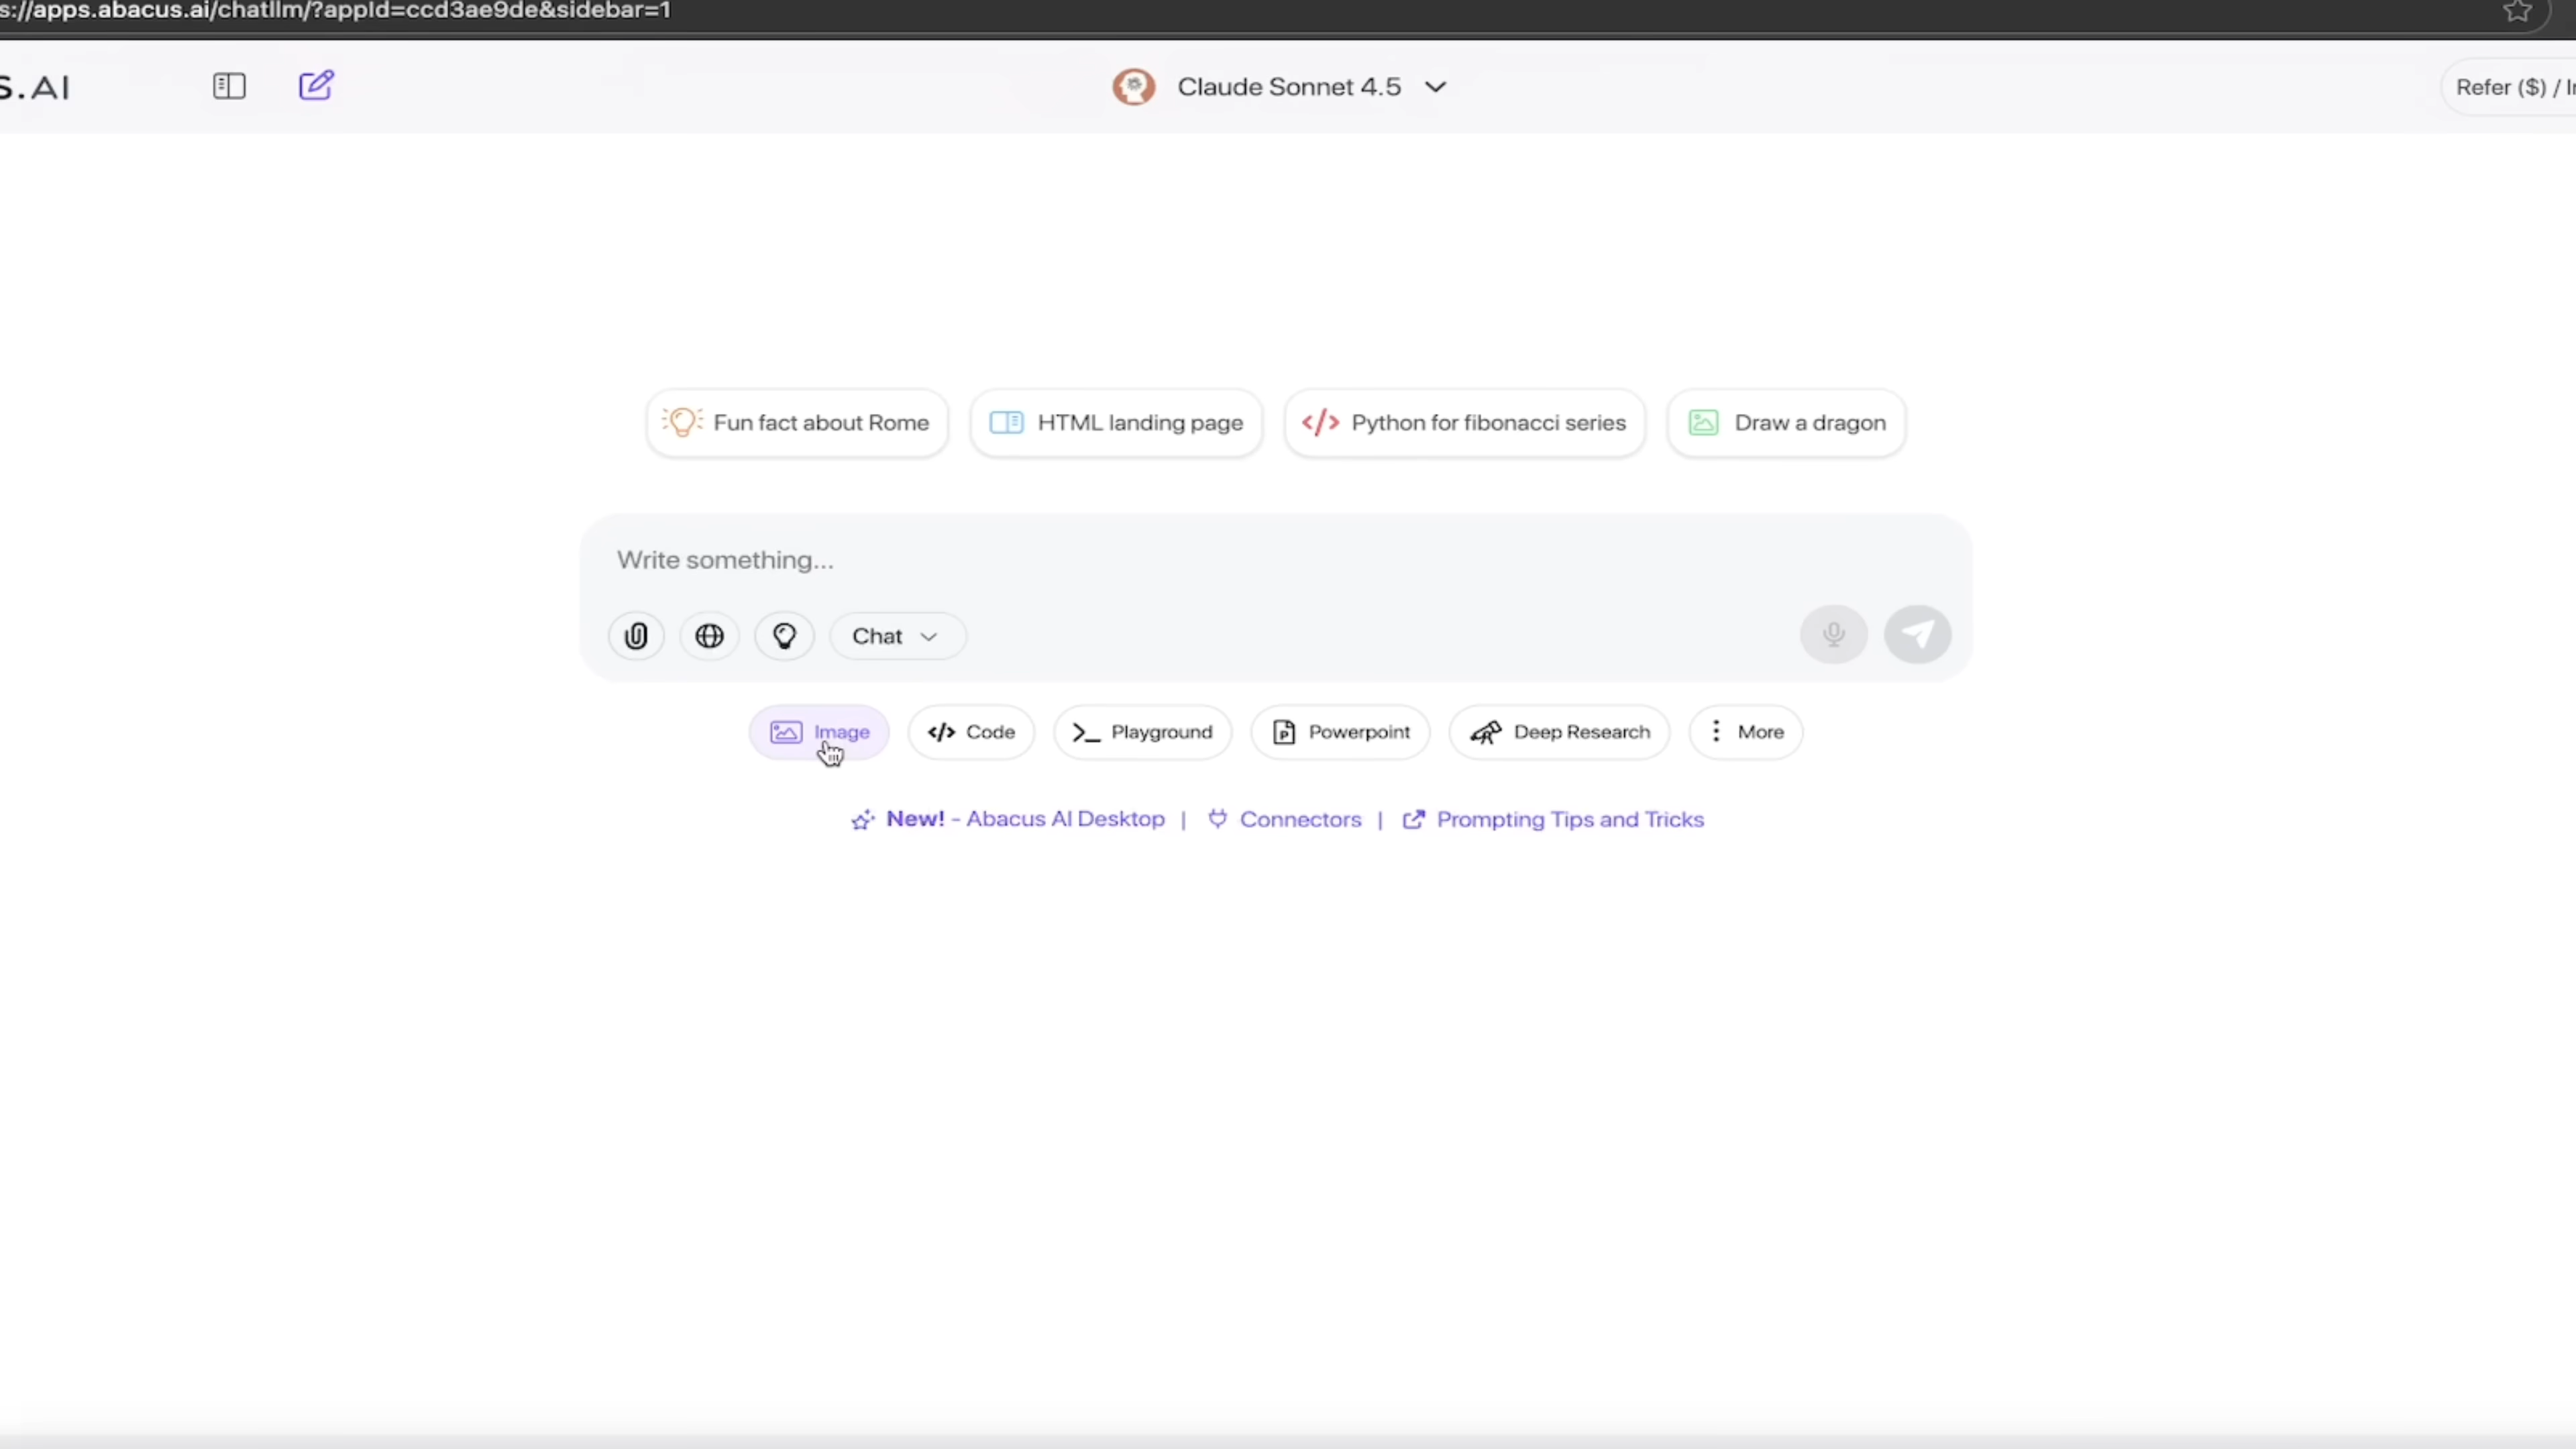 s://apps.abacus.ai/chatllm/?appId=ccd3ae9de&sidebar=1
S.AI
Claude Sonnet 4.5
Refer ($) / I
Fun fact about Rome
HTML landing page
Python for fibonacci series
Draw a dragon
Write something...
Chat
Image
Code
Playground
Powerpoint
Deep Research
More
New! - Abacus AI Desktop | Connectors | Prompting Tips and Tricks